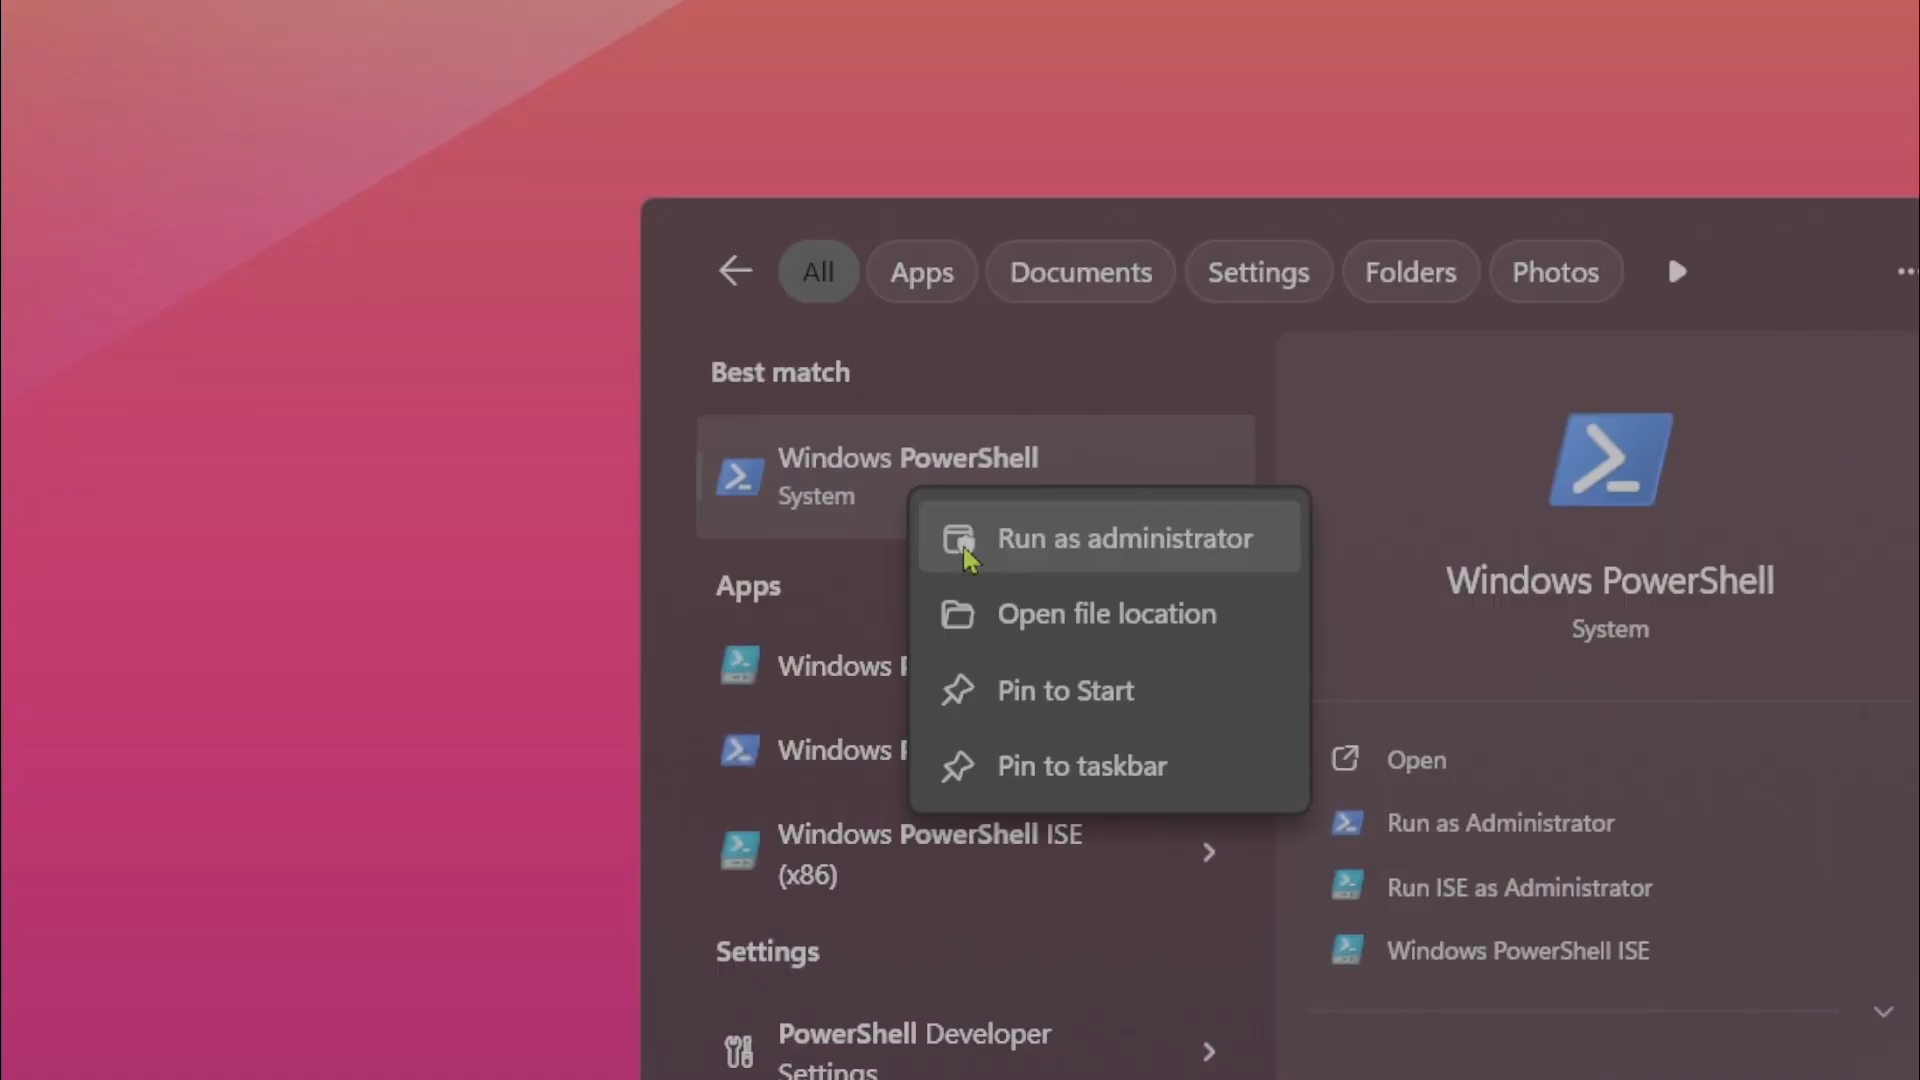 All
Apps
Documents
Settings
Folders
Photos
Best match
Windows PowerShell
System
Apps
Windows
Windows
Windows PowerShell ISE
(x86)
Settings
PowerShell Developer
Settings
Run as administrator
Open file location
Pin to Start
Pin to taskbar
Windows PowerShell
System
Open
Run as Administrator
Run ISE as Administrator
Windows PowerShell ISE